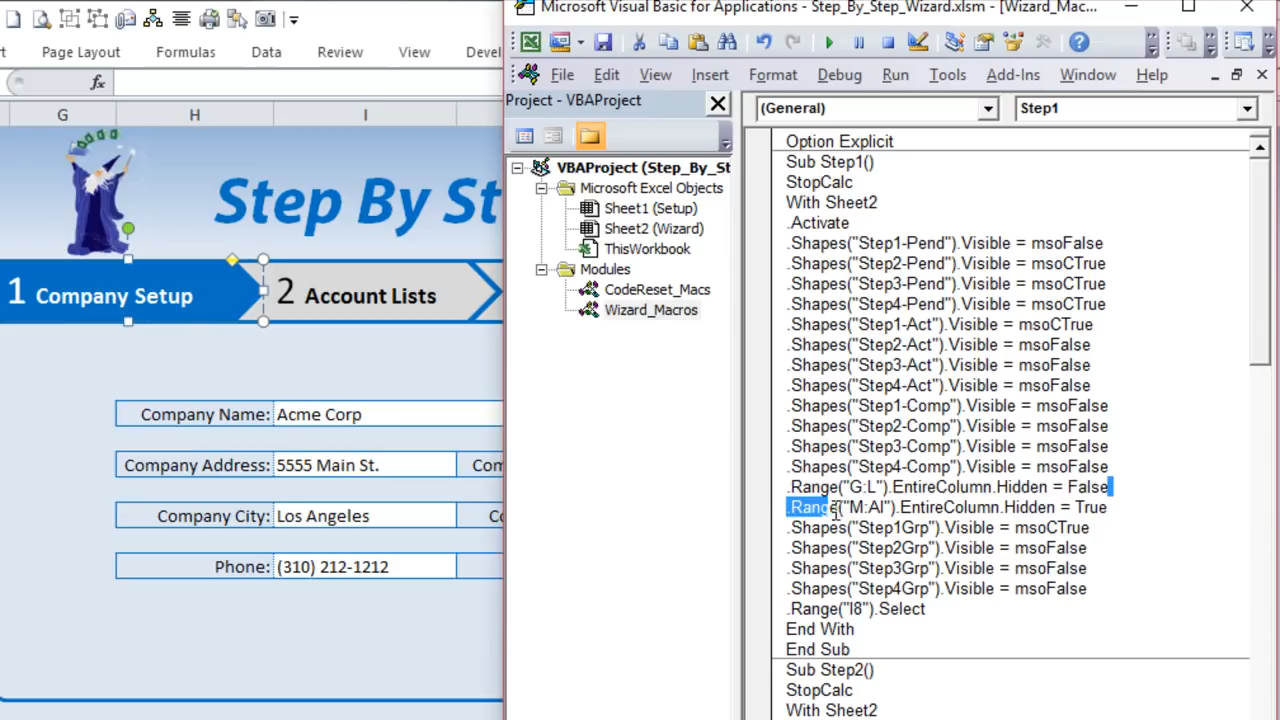 Microsoft Visual Basic for Applications - Step_By_Step_Wizard.xlsm - [Wizard_Mac...
Page Layout Formulas Data Review View
fx
G H I
Step By
1 Company Setup 2 Account Lists
Company Name: Acme Corp
Company Address: 5555 Main St.
Company City: Los Angeles
Phone: (310) 212-1212
File Edit View Insert Format Debug Run Tools Add-Ins Window Help
Project - VBAProject
VBAProject (Step_By_St
Microsoft Excel Objects
Sheet1 (Setup)
Sheet2 (Wizard)
ThisWorkbook
Modules
CodeReset_Macs
Wizard_Macros
(General) Step1
Option Explicit
Sub Step1()
StopCalc
With Sheet2
.Activate
.Shapes("Step1-Pend").Visible = msoFalse
.Shapes("Step2-Pend").Visible = msoCTrue
.Shapes("Step3-Pend").Visible = msoCTrue
.Shapes("Step4-Pend").Visible = msoCTrue
.Shapes("Step1-Act").Visible = msoCTrue
.Shapes("Step2-Act").Visible = msoFalse
.Shapes("Step3-Act").Visible = msoFalse
.Shapes("Step4-Act").Visible = msoFalse
.Shapes("Step1-Comp").Visible = msoFalse
.Shapes("Step2-Comp").Visible = msoFalse
.Shapes("Step3-Comp").Visible = msoFalse
.Shapes("Step4-Comp").Visible = msoFalse
.Range("G:L").EntireColumn.Hidden = False
.Range("M:AI").EntireColumn.Hidden = True
.Shapes("Step1Grp").Visible = msoCTrue
.Shapes("Step2Grp").Visible = msoFalse
.Shapes("Step3Grp").Visible = msoFalse
.Shapes("Step4Grp").Visible = msoFalse
.Range("I8").Select
End With
End Sub
Sub Step2()
StopCalc
With Sheet2